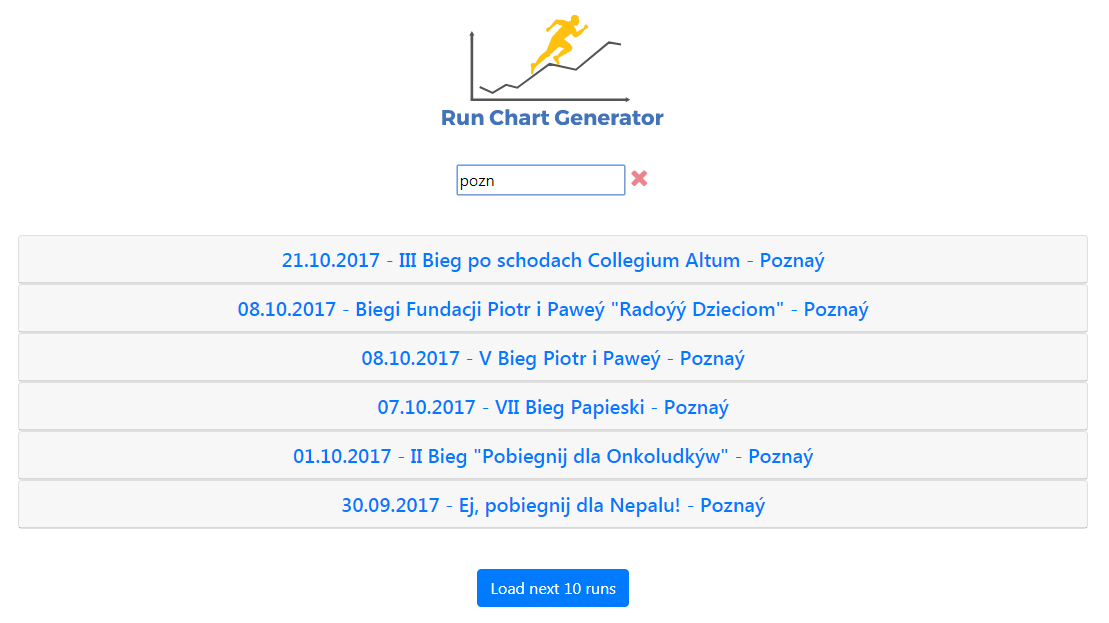 Run Chart Generator
pozn
21.10.2017 - III Bieg po schodach Collegium Altum - Poznaý
08.10.2017 - Biegi Fundacji Piotr i Paweý "Radoýý Dzieciom" - Poznaý
08.10.2017 - V Bieg Piotr i Paweý - Poznaý
07.10.2017 - VII Bieg Papieski - Poznaý
01.10.2017 - II Bieg "Pobiegnij dla Onkoludkýw" - Poznaý
30.09.2017 - Ej, pobiegnij dla Nepalu! - Poznaý
Load next 10 runs